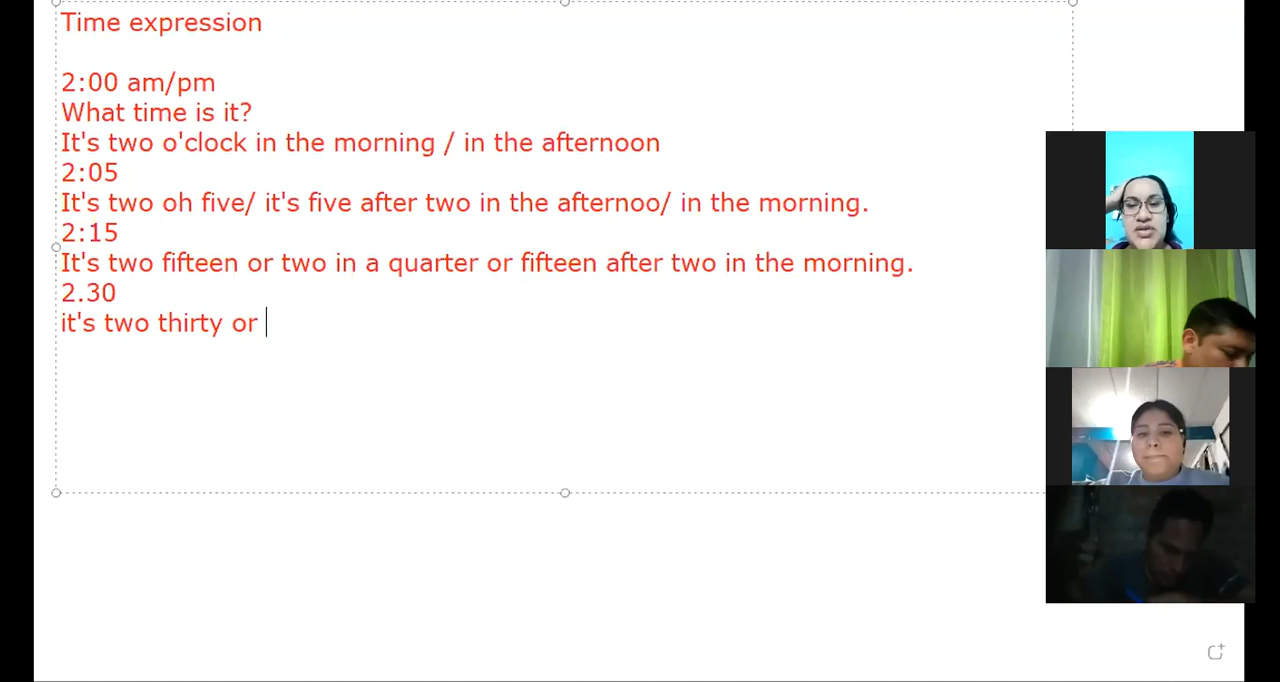 Time expression
2:00 am/pm
What time is it?
It's two o'clock in the morning / in the afternoon
2:05
It's two oh five/ it's five after two in the afternoo/ in the morning.
2:15
It's two fifteen or two in a quarter or fifteen after two in the morning.
2.30
it's two thirty or